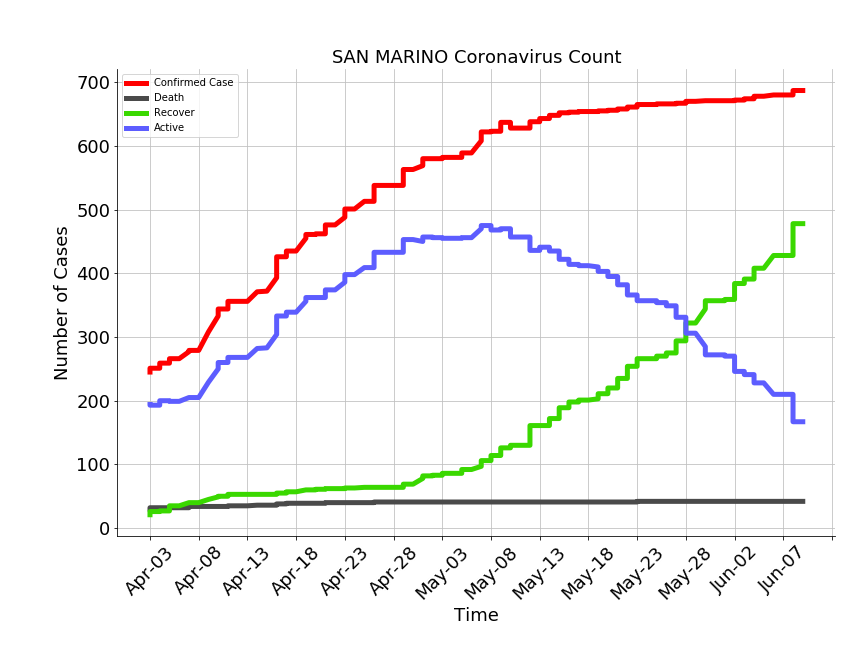 SAN MARINO Coronavirus Count
Confirmed Case
Death
Recover
Active
Number of Cases
700
600
500
400
300
200
100
0
Apr-03
Apr-08
Apr-13
Apr-18
Apr-23
Apr-28
May-03
May-08
May-13
May-18
May-23
May-28
Jun-02
Jun-07
Time